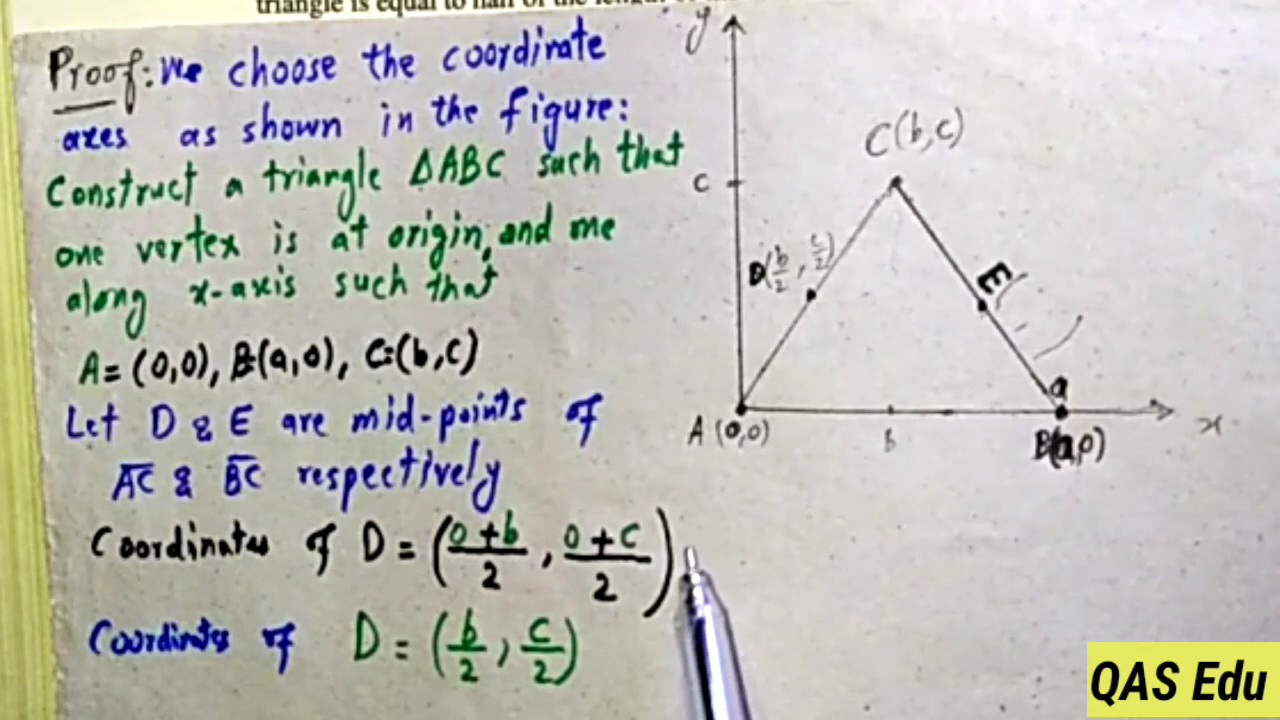 triangle is equal to half of the length of
Proof: We choose the coordinate
axes as shown in the figure:
Construct a triangle ΔABC such that
one vertex is at origin, and one
along x-axis such that
A = (0,0), B=(a,0), C=(b,c)
Let D & E are mid-points of
A̅C̅ & B̅C̅ respectively
Coordinates of D = (0+b/2, 0+c/2)
Coordinates of D = (b/2, c/2)
y
C(b,c)
c
D(b/2, c/2)
E( , )
a
A (0,0)
b
B(a,0)
x
QAS Edu